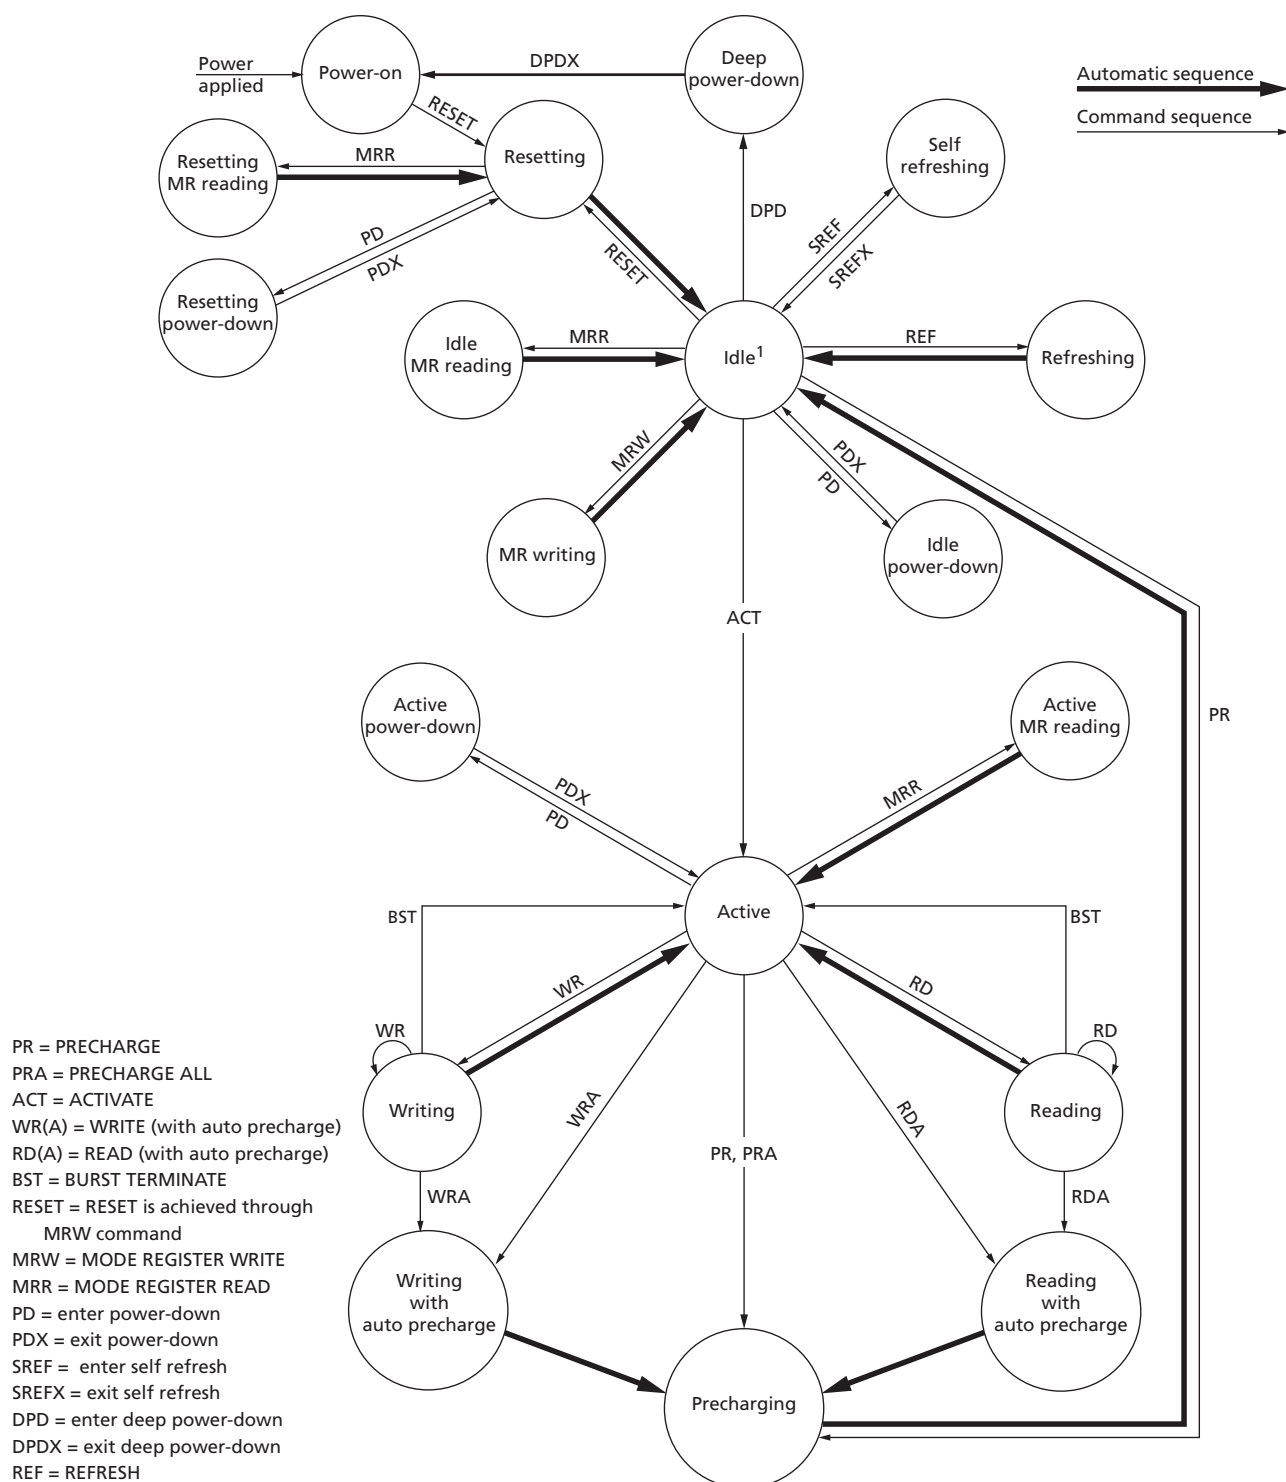 Power
applied
Power-on
DPDX
Deep
power-down
Automatic sequence
Command sequence
RESET
Resetting
MR reading
MRR
Resetting
Self
refreshing
DPD
SREF
SREFX
PD
PDX
RESET
Resetting
power-down
Idle
MR reading
MRR
Idle¹
REF
Refreshing
MRW
PDX
PD
MR writing
Idle
power-down
ACT
Active
power-down
Active
MR reading
PR
PDX
PD
MRR
BST
Active
BST
WR
RD
WR
RD
Writing
WRA
PR, PRA
RDA
Reading
WRA
RDA
Writing
with
auto precharge
Reading
with
auto precharge
Precharging
PR = PRECHARGE
PRA = PRECHARGE ALL
ACT = ACTIVATE
WR(A) = WRITE (with auto precharge)
RD(A) = READ (with auto precharge)
BST = BURST TERMINATE
RESET = RESET is achieved through
MRW command
MRW = MODE REGISTER WRITE
MRR = MODE REGISTER READ
PD = enter power-down
PDX = exit power-down
SREF = enter self refresh
SREFX = exit self refresh
DPD = enter deep power-down
DPDX = exit deep power-down
REF = REFRESH